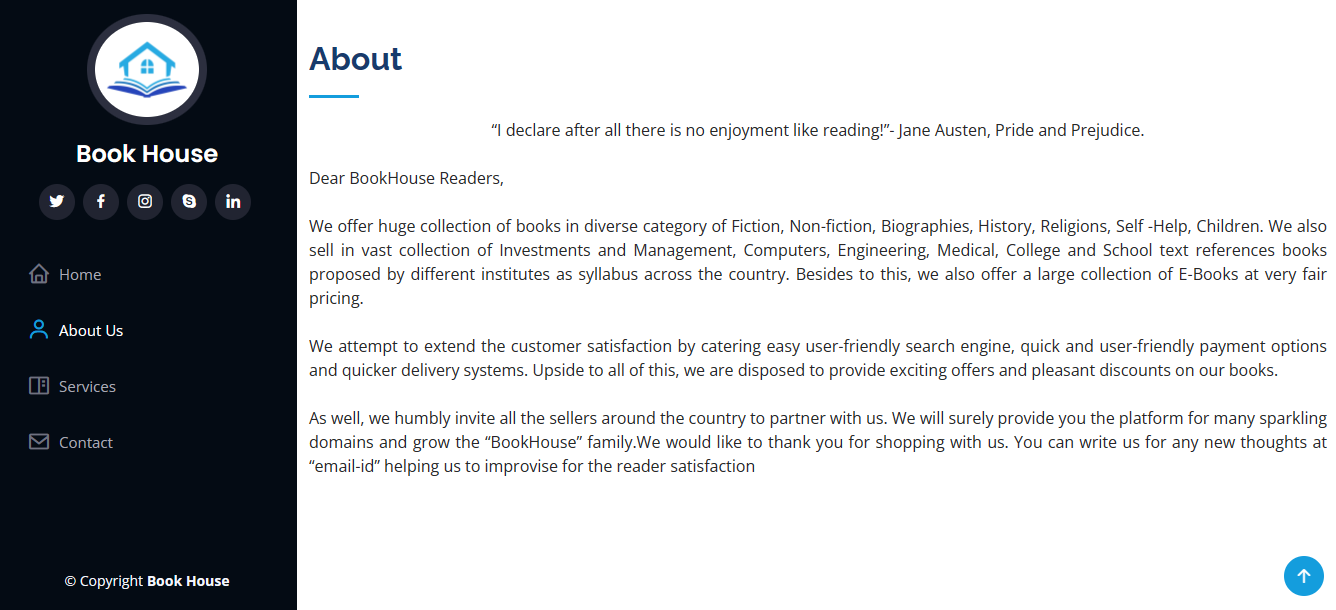 Book House
Home
About Us
Services
Contact
© Copyright Book House
About
“I declare after all there is no enjoyment like reading!”- Jane Austen, Pride and Prejudice.
Dear BookHouse Readers,
We offer huge collection of books in diverse category of Fiction, Non-fiction, Biographies, History, Religions, Self -Help, Children. We also
sell in vast collection of Investments and Management, Computers, Engineering, Medical, College and School text references books
proposed by different institutes as syllabus across the country. Besides to this, we also offer a large collection of E-Books at very fair
pricing.
We attempt to extend the customer satisfaction by catering easy user-friendly search engine, quick and user-friendly payment options
and quicker delivery systems. Upside to all of this, we are disposed to provide exciting offers and pleasant discounts on our books.
As well, we humbly invite all the sellers around the country to partner with us. We will surely provide you the platform for many sparkling
domains and grow the “BookHouse” family.We would like to thank you for shopping with us. You can write us for any new thoughts at
“email-id” helping us to improvise for the reader satisfaction